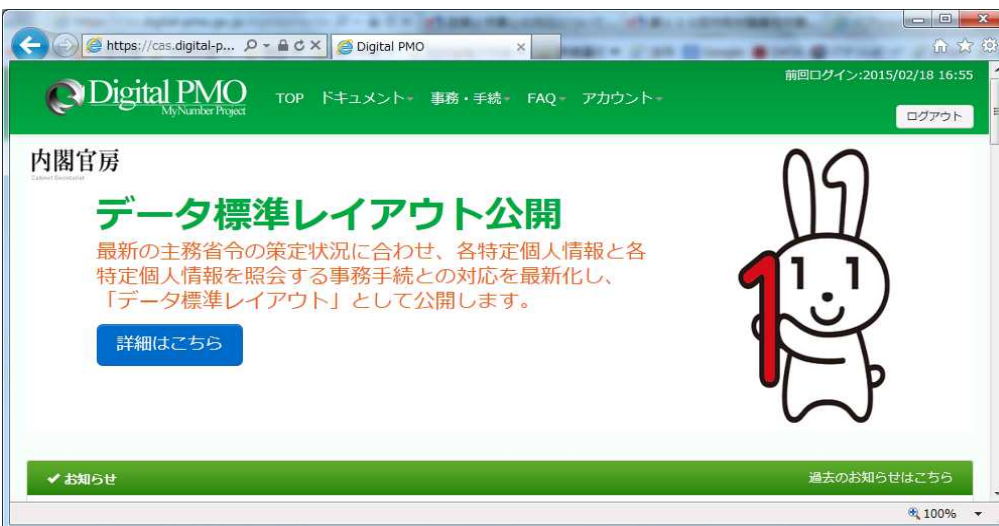 https://cas.digital-p...
Digital PMO
前回ログイン:2015/02/18 16:55
Digital PMO
MyNumber Project
TOP ドキュメント 事務・手続 FAQ アカウント
ログアウト
内閣官房
Cabinet Secretariat
データ標準レイアウト公開
最新の主務省令の策定状況に合わせ、各特定個人情報と各
特定個人情報を照会する事務手続との対応を最新化し、
「データ標準レイアウト」として公開します。
詳細はこちら
1
お知らせ
過去のお知らせはこちら
100%